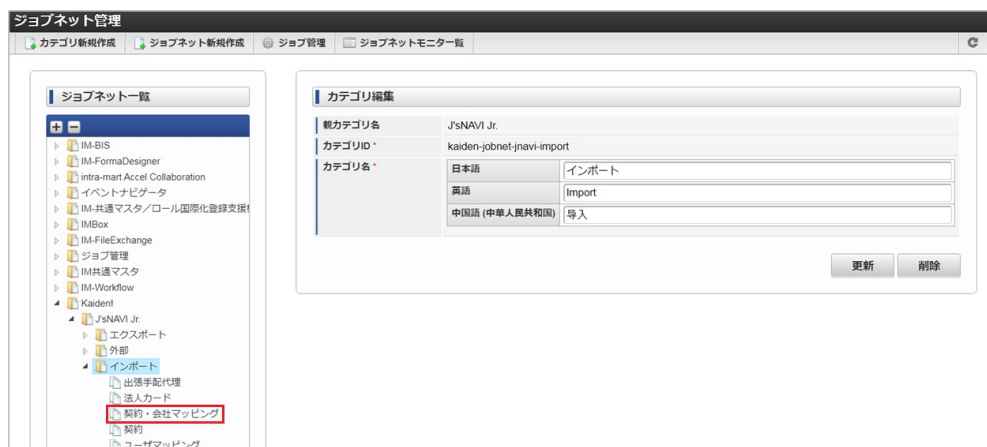 ジョブネット管理
カテゴリ新規作成 ジョブネット新規作成 ジョブ管理 ジョブネットモニタ一覧
ジョブネット一覧
IM-BIS
IM-FormaDesigner
intra-mart Accel Collaboration
イベントナビゲータ
IM-共通マスタ／ロール国際化登録支援
IMBox
IM-FileExchange
ジョブ管理
IM共通マスタ
IM-Workflow
Kaiden!
J'sNAVI Jr.
エクスポート
外部
インポート
出張手配代理
法人カード
契約・会社マッピング
契約
ユーザマッピング
カテゴリ編集
親カテゴリ名 J'sNAVI Jr.
カテゴリID * kaiden-jobnet-jnavi-import
カテゴリ名 * 日本語 インポート
英語 Import
中国語 (中華人民共和国) 导入
更新 削除